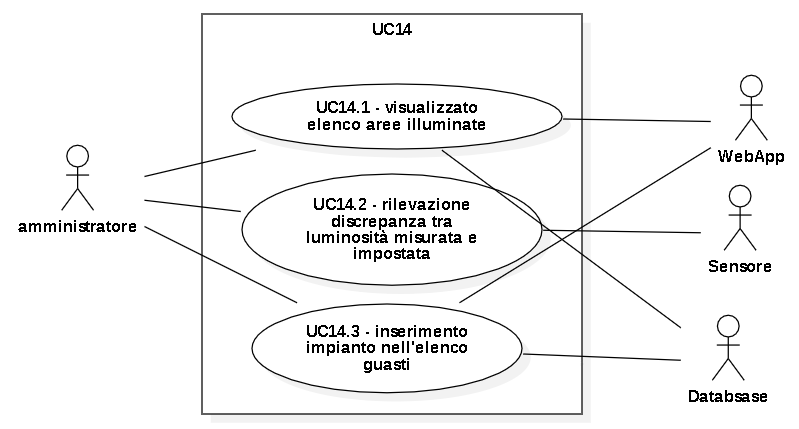 UC14
UC14.1 - visualizzato
elenco aree illuminate
WebApp
amministratore
UC14.2 - rilevazione
discrepanza tra
luminosità misurata e
impostata
Sensore
UC14.3 - inserimento
impianto nell'elenco
guasti
Databsase